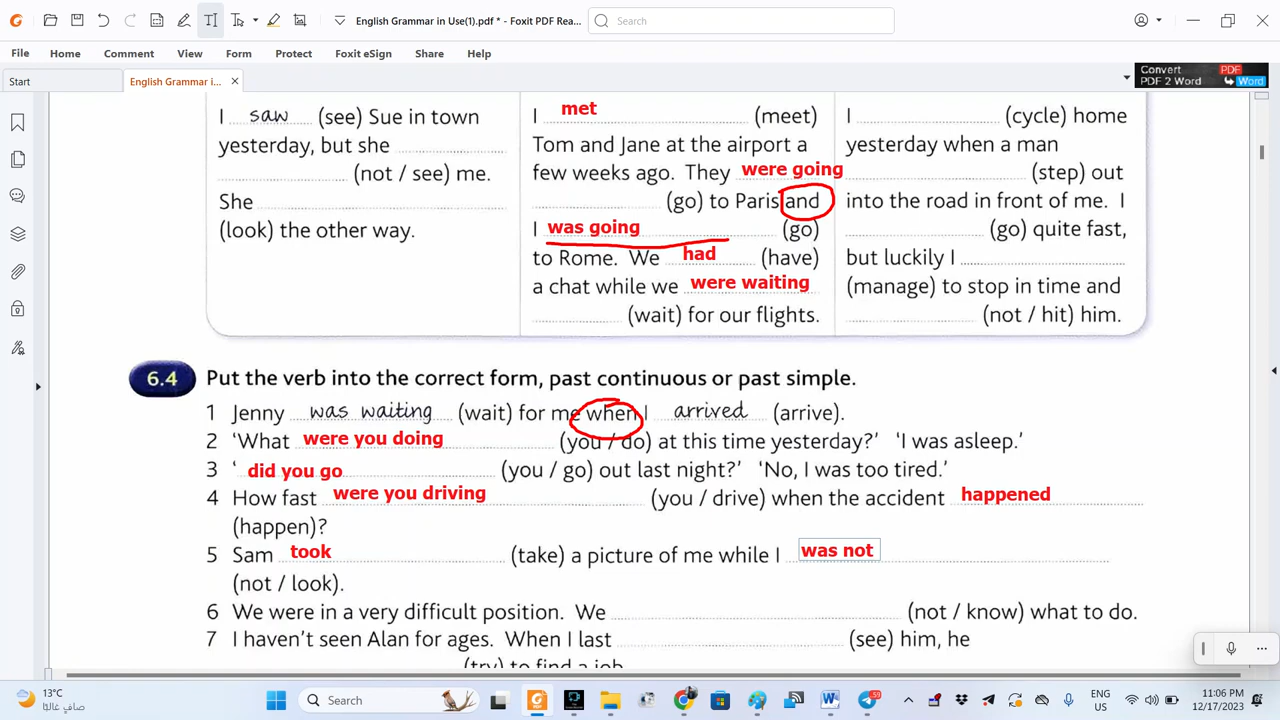 English Grammar in Use(1).pdf * - Foxit PDF Rea...
Search
File Home Comment View Form Protect Foxit eSign Share Help
Start
English Grammar i...
Convert PDF
PDF 2 Word Word
I saw (see) Sue in town
yesterday, but she
(not / see) me.
She
(look) the other way.
I met (meet)
Tom and Jane at the airport a
few weeks ago. They were going
(go) to Paris and
I was going (go)
to Rome. We had (have)
a chat while we were waiting
(wait) for our flights.
I (cycle) home
yesterday when a man
(step) out
into the road in front of me. I
(go) quite fast,
but luckily I
(manage) to stop in time and
(not / hit) him.
6.4 Put the verb into the correct form, past continuous or past simple.
1 Jenny was waiting (wait) for me when I arrived (arrive).
2 ‘What were you doing (you / do) at this time yesterday?’ ‘I was asleep.’
3 ‘ did you go (you / go) out last night?’ ‘No, I was too tired.’
4 How fast were you driving (you / drive) when the accident happened
(happen)?
5 Sam took (take) a picture of me while I was not
(not / look).
6 We were in a very difficult position. We (not / know) what to do.
7 I haven’t seen Alan for ages. When I last (see) him, he
(try) to find a job
13°C
صافٍ غالبًا
Search
59
ENG
US
11:06 PM
12/17/2023